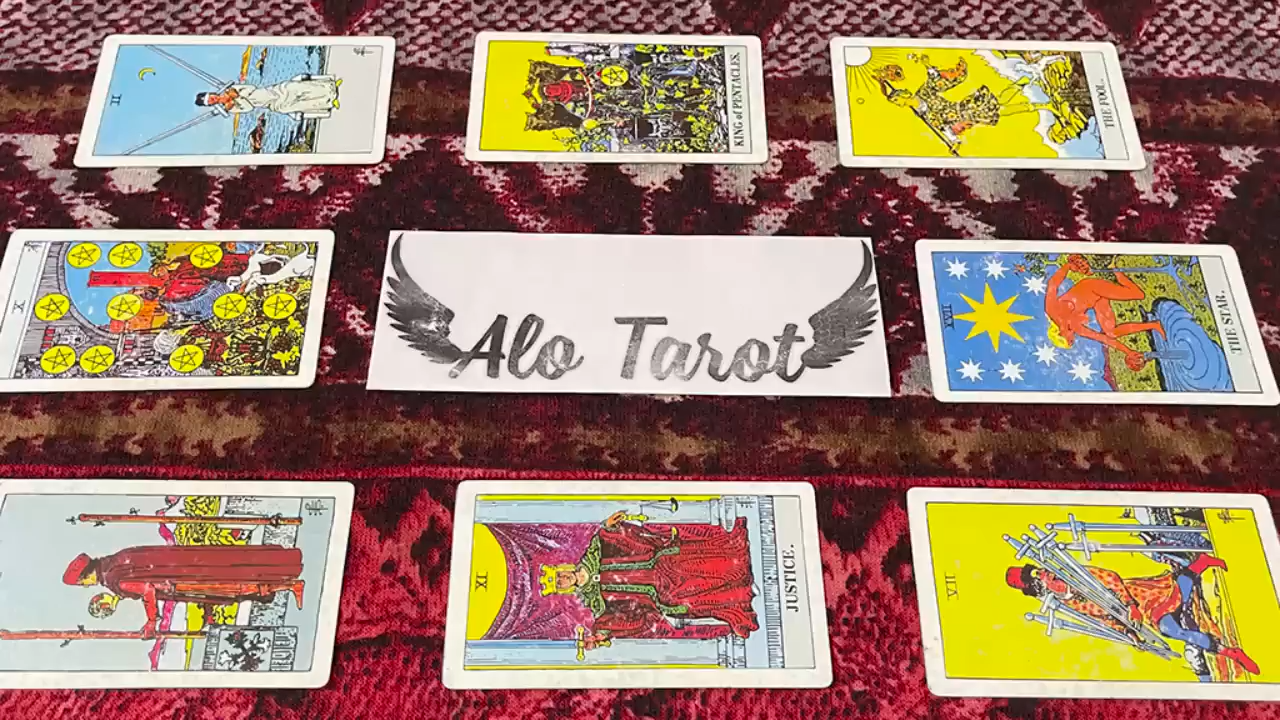 II
KING of PENTACLES.
THE FOOL.
X
Alo Tarot
XVII
THE STAR.
XI
JUSTICE.
VII